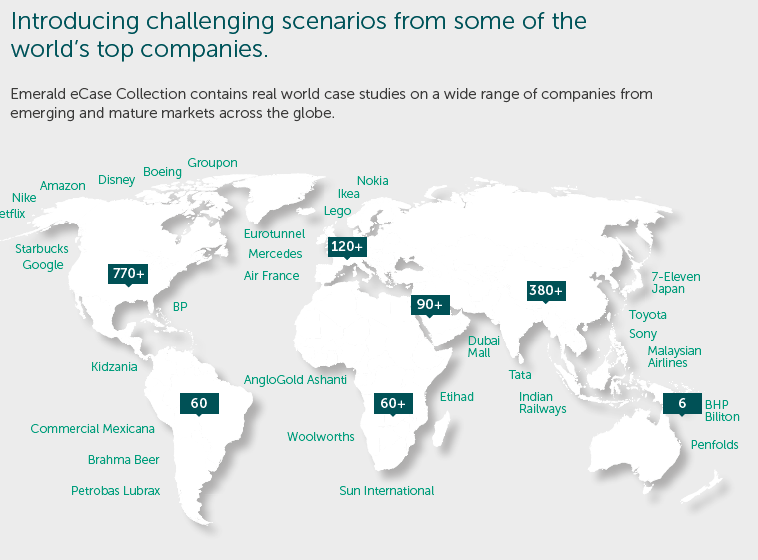 Introducing challenging scenarios from some of the
world's top companies.
Emerald eCase Collection contains real world case studies on a wide range of companies from
emerging and mature markets across the globe.
Groupon
Boeing
Disney
Amazon
Nike
etflix
Starbucks
Google
770+
BP
Nokia
Ikea
Lego
Eurotunnel
Mercedes
Air France
120+
90+
380+
7-Eleven
Japan
Toyota
Sony
Malaysian
Airlines
Dubai
Mall
Tata
Indian
Railways
Kidzania
60
Commercial Mexicana
Brahma Beer
Petrobas Lubrax
AngloGold Ashanti
60+
Etihad
Woolworths
Sun International
6
BHP
Biliton
Penfolds